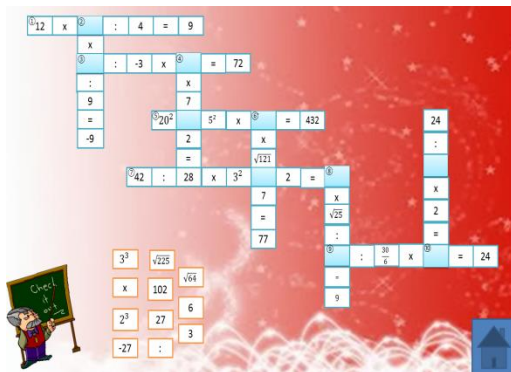 ①12 x ② : 4 = 9
x
③ : -3 x ④ = 72
: x
9 7
= ⑤20² 5² x ⑥ = 432 24
-9 2 x :
= √121
⑦42 : 28 x 3² 2 = ⑧
7 x x
= √25 2
77 : =
⑨ : 30/6 x ⑩ = 24
=
9
3³ √225
√64
x 102
6
2³ 27
3
-27 :
Check
it
out